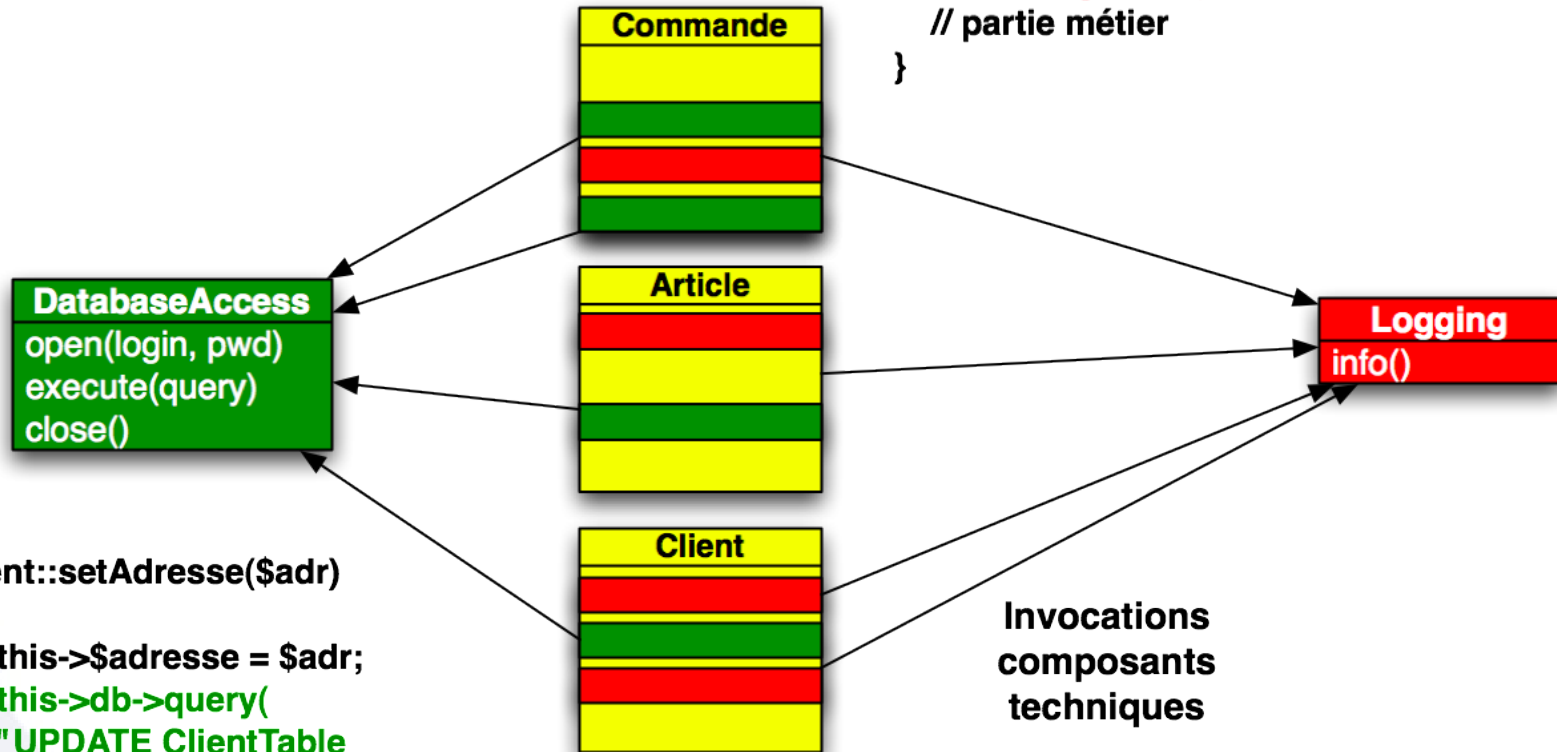 Commande
// partie métier
}
Article
DatabaseAccess
open(login, pwd)
execute(query)
close()
Logging
info()
Client
ent::setAdresse($adr)
this->$adresse = $adr;
this->db->query(
"UPDATE ClientTable
Invocations
composants
techniques